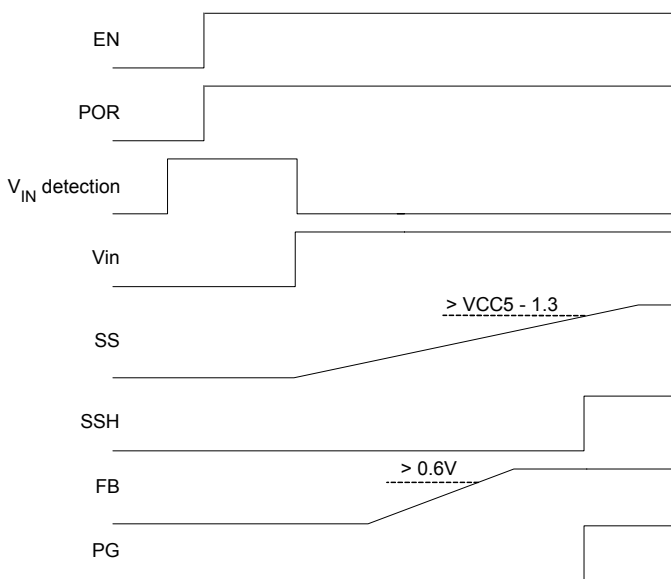 EN
POR
V_IN detection
Vin
> VCC5 - 1.3
SS
SSH
> 0.6V
FB
PG